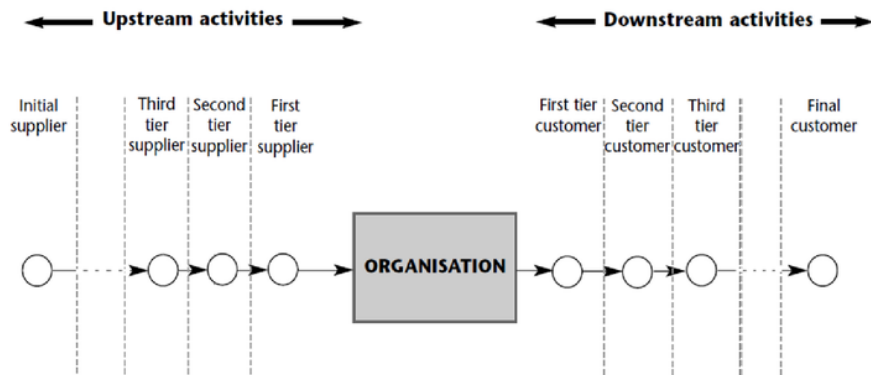 Upstream activities
Downstream activities
Initial
supplier
Third
tier
supplier
Second
tier
supplier
First
tier
supplier
First tier
customer
Second
tier
customer
Third
tier
customer
Final
customer
ORGANISATION